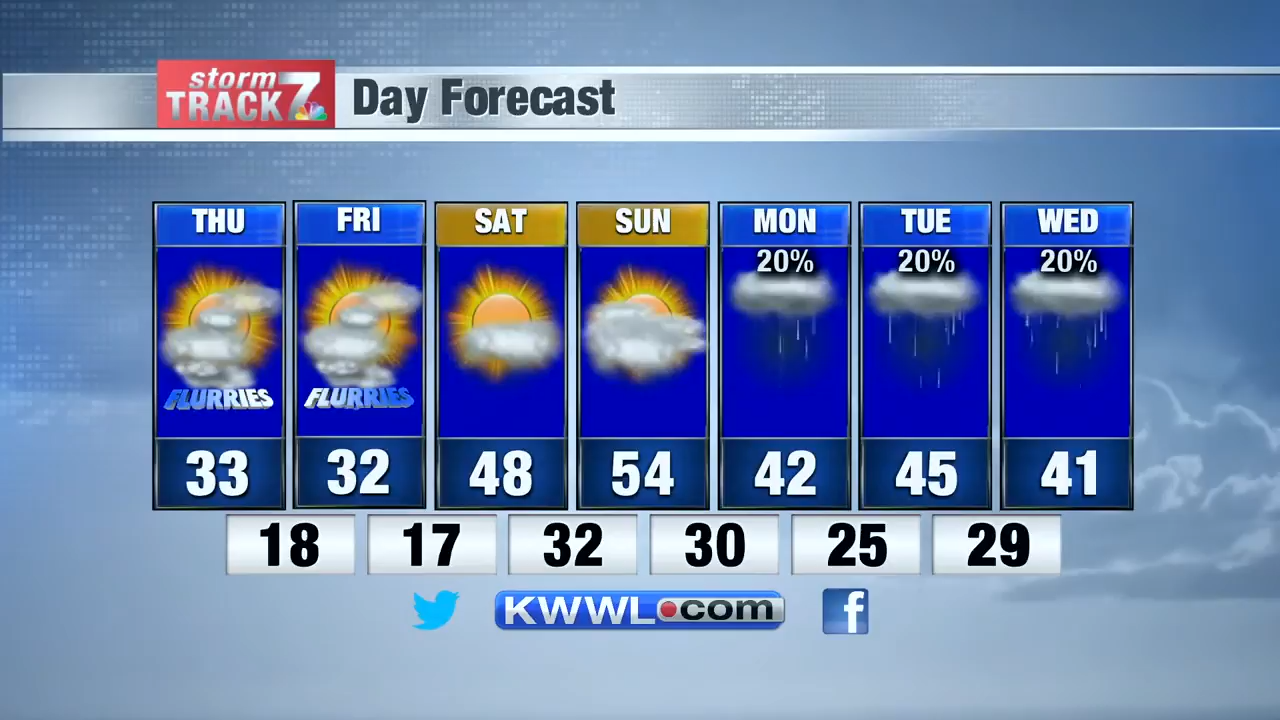 storm
TRACK 7 Day Forecast
THU FRI SAT SUN MON TUE WED
20% 20% 20%
FLURRIES FLURRIES
33 32 48 54 42 45 41
18 17 32 30 25 29
KWWL.com f